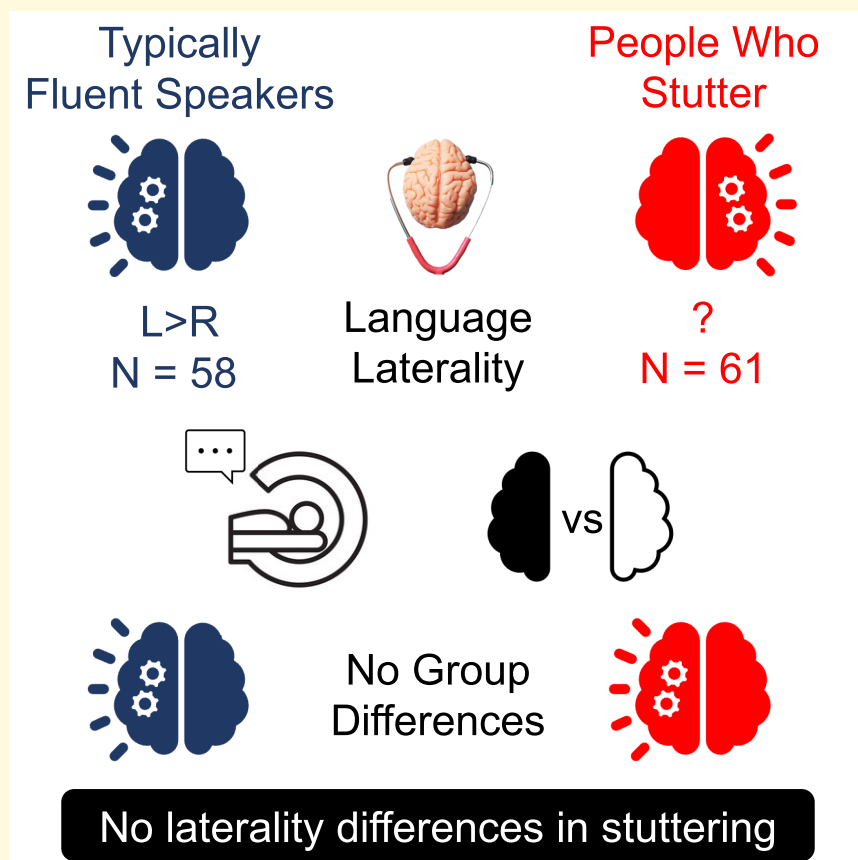 Typically
Fluent Speakers
People Who
Stutter
L>R
N = 58
Language
Laterality
?
N = 61
...
vs
No Group
Differences
No laterality differences in stuttering